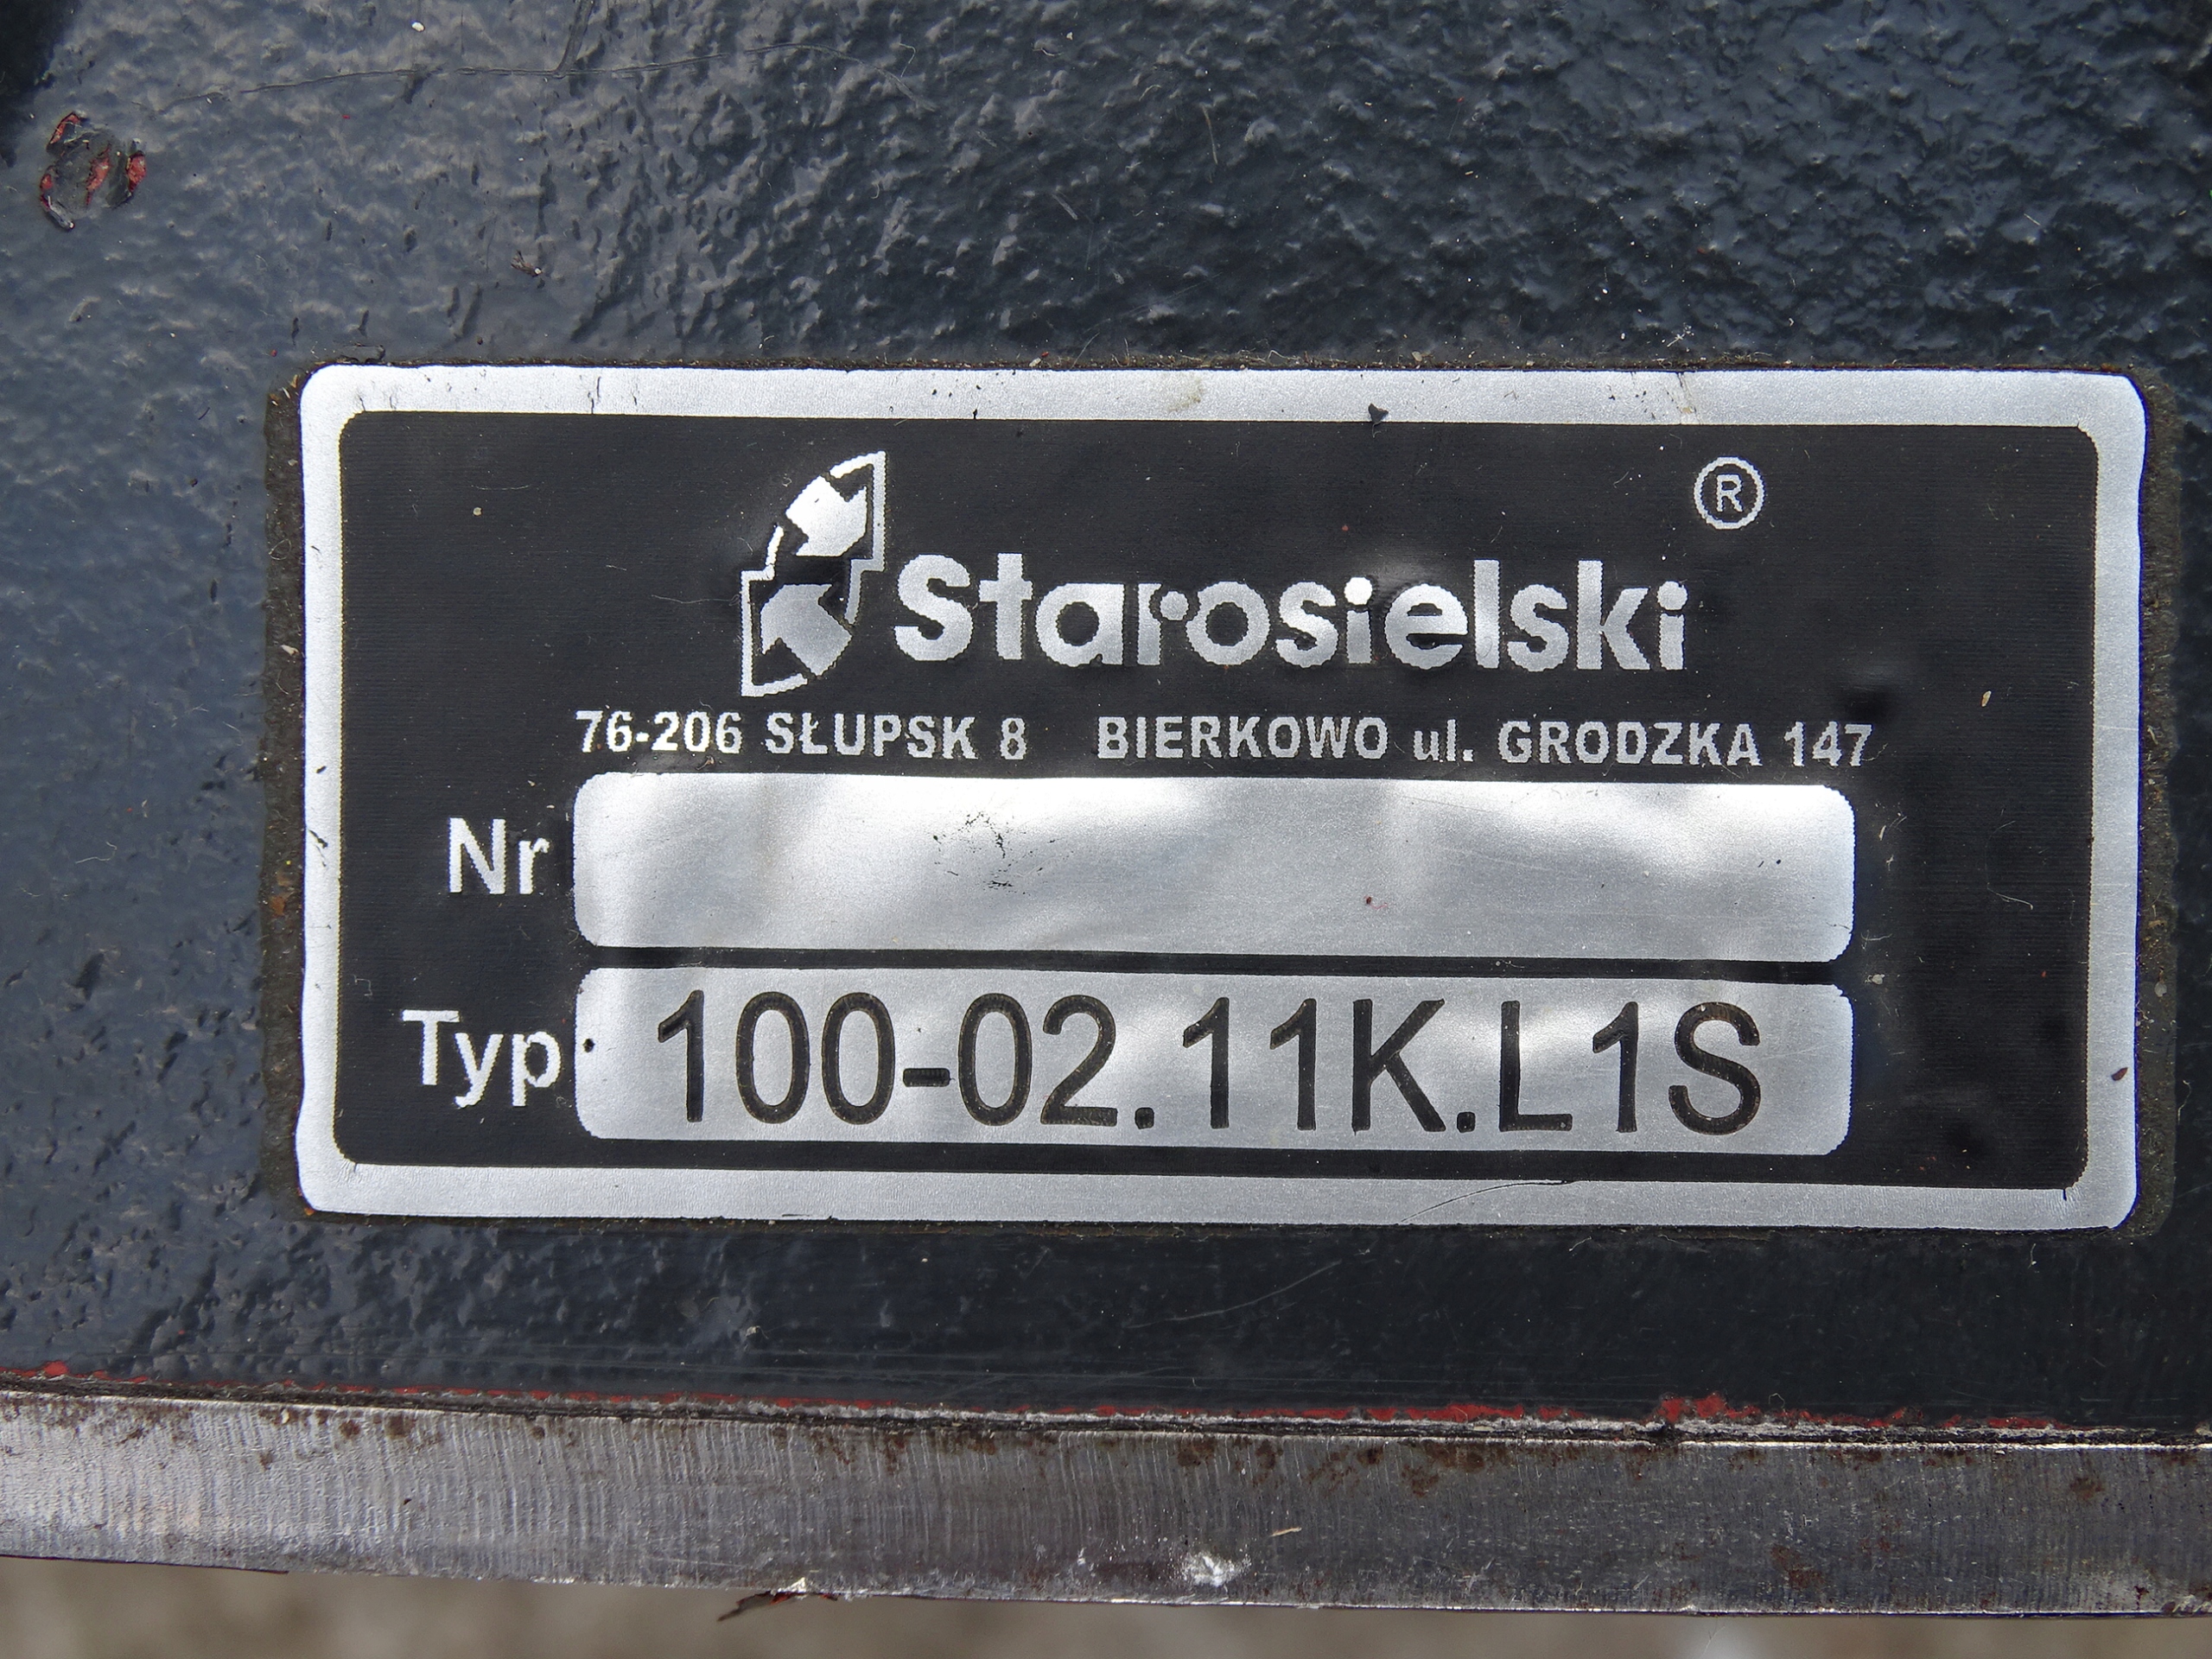 ®
Starosielski
76-206 SŁUPSK 8 BIERKOWO ul. GRODZKA 147
Nr
Typ 100-02.11K.L1S